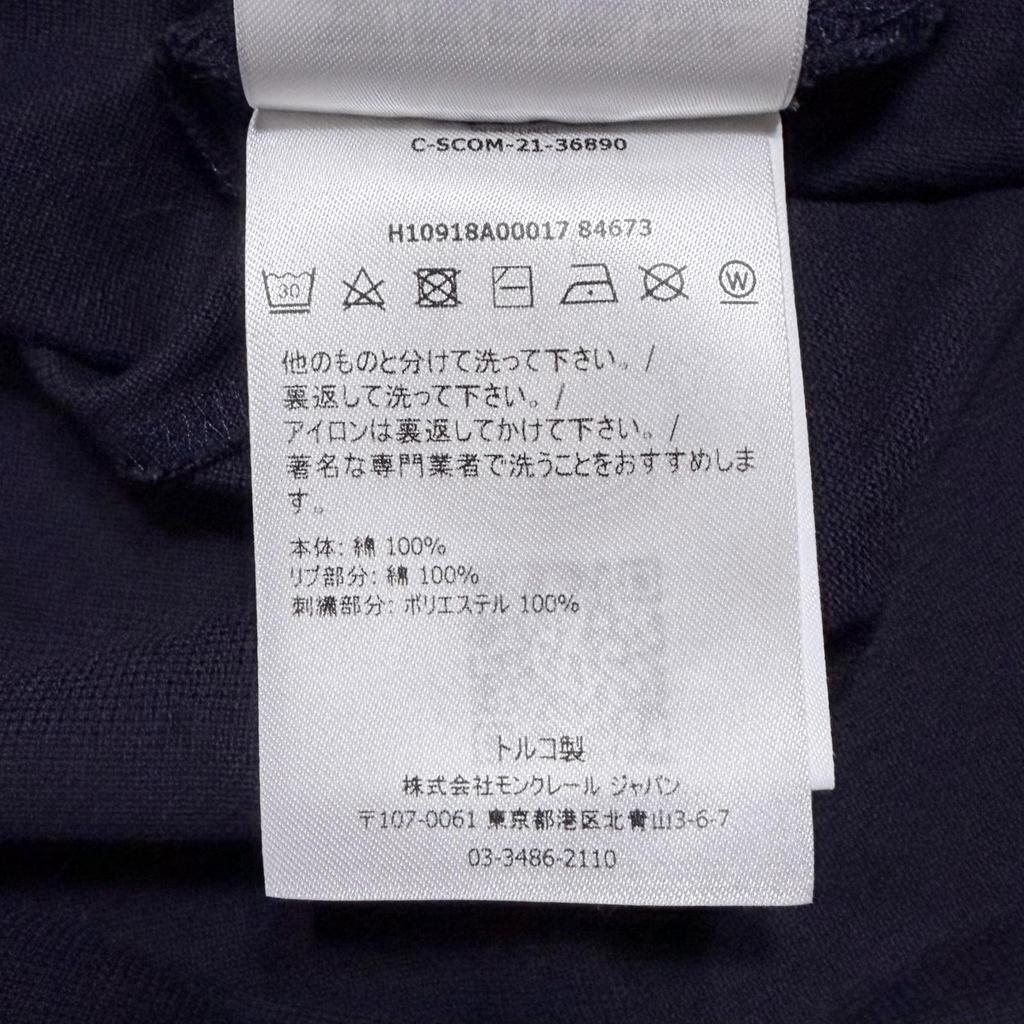 C-SCOM-21-36890
H10918A00017 84673
30
W
他のものと分けて洗って下さい。/
裏返して洗って下さい。/
アイロンは裏返してかけて下さい。/
著名な専門業者で洗うことをおすすめしま
す。
本体: 綿 100%
リブ部分: 綿 100%
刺繍部分: ポリエステル 100%
トルコ製
株式会社モンクレール ジャパン
〒107-0061 東京都港区北青山3-6-7
03-3486-2110